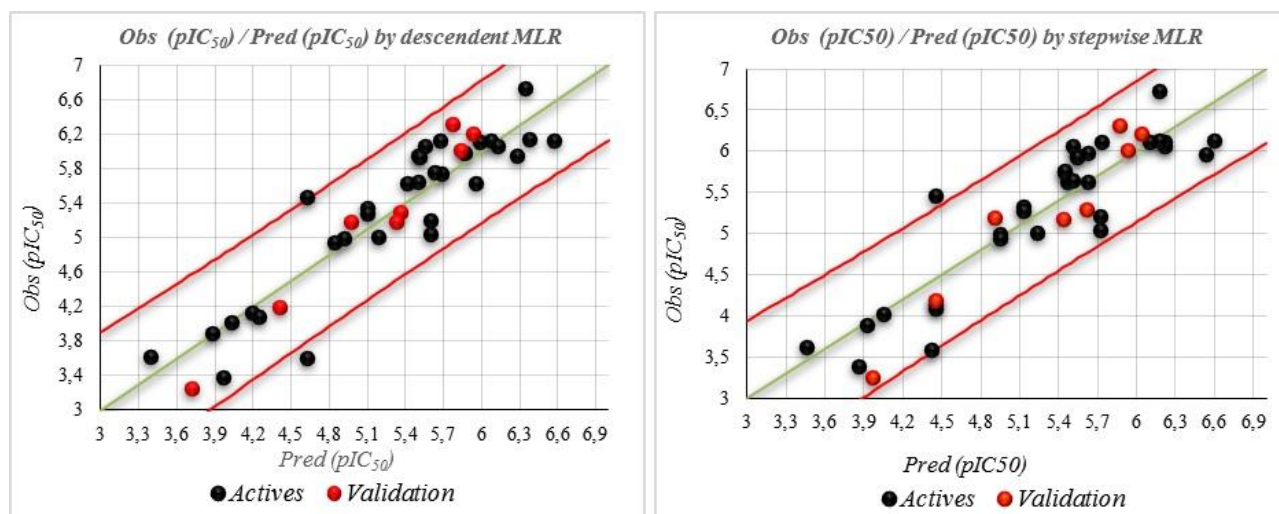 Obs (pIC50) / Pred (pIC50) by descendent MLR
7
6,6
6,2
5,8
5,4
5
4,6
4,2
3,8
3,4
3
Obs (pIC50)
3 3,3 3,6 3,9 4,2 4,5 4,8 5,1 5,4 5,7 6 6,3 6,6 6,9
Pred (pIC50)
Actives Validation
Obs (pIC50) / Pred (pIC50) by stepwise MLR
7
6,5
6
5,5
5
4,5
4
3,5
3
Obs (pIC50)
3 3,3 3,6 3,9 4,2 4,5 4,8 5,1 5,4 5,7 6 6,3 6,6 6,9
Pred (pIC50)
Actives Validation